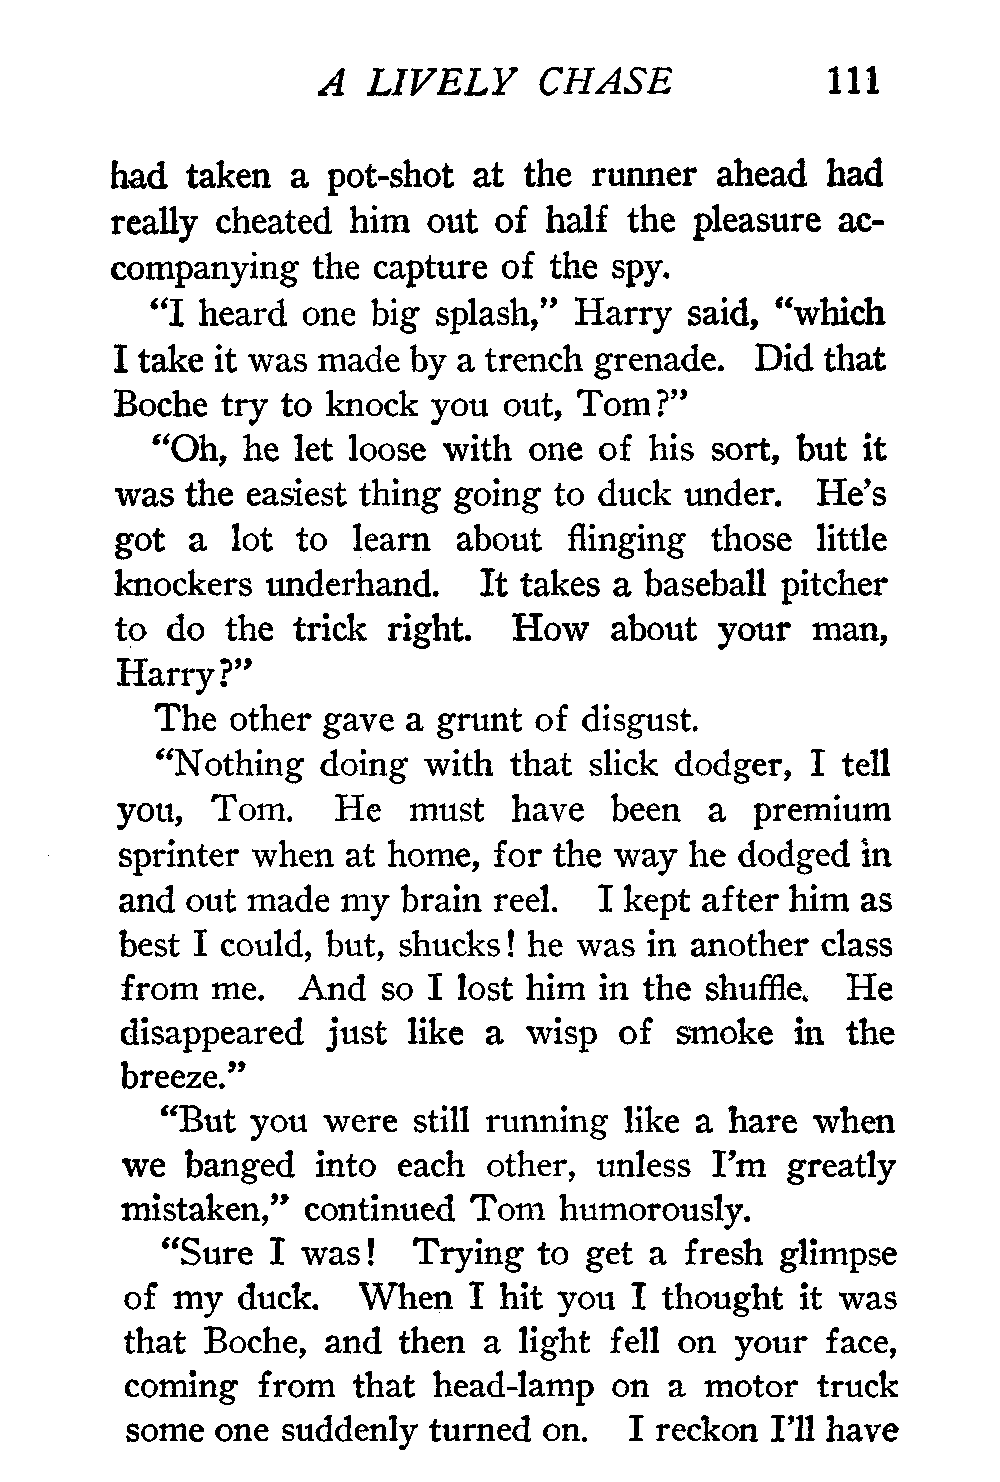 A LIVELY CHASE 111
had taken a pot-shot at the runner ahead had
really cheated him out of half the pleasure ac-
companying the capture of the spy.
“I heard one big splash,” Harry said, “which
I take it was made by a trench grenade. Did that
Boche try to knock you out, Tom?”
“Oh, he let loose with one of his sort, but it
was the easiest thing going to duck under. He’s
got a lot to learn about flinging those little
knockers underhand. It takes a baseball pitcher
to do the trick right. How about your man,
Harry?”
The other gave a grunt of disgust.
“Nothing doing with that slick dodger, I tell
you, Tom. He must have been a premium
sprinter when at home, for the way he dodged in
and out made my brain reel. I kept after him as
best I could, but, shucks! he was in another class
from me. And so I lost him in the shuffle. He
disappeared just like a wisp of smoke in the
breeze.”
“But you were still running like a hare when
we banged into each other, unless I’m greatly
mistaken,” continued Tom humorously.
“Sure I was! Trying to get a fresh glimpse
of my duck. When I hit you I thought it was
that Boche, and then a light fell on your face,
coming from that head-lamp on a motor truck
some one suddenly turned on. I reckon I’ll have